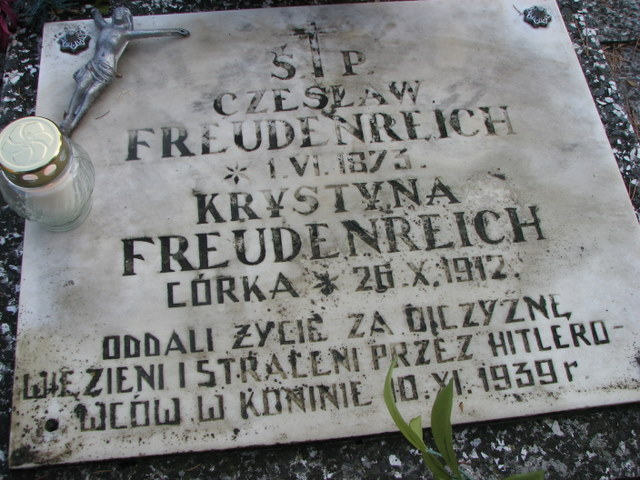 Ś † P.
CZESŁAW
FREUDENREICH
* 1.VI.1873.
KRYSTYNA
FREUDENREICH
CÓRKA * 26 X.1912.
ODDALI ŻYCIE ZA OJCZYZNĘ
WIĘZIENI I STRACENI PRZEZ HITLERO-
WCÓW W KONINIE 10.XI.1939 r